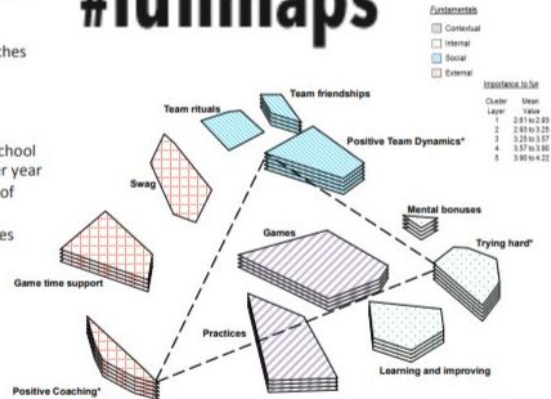 #funmaps
ches
chool
r year
of
es
Fundamentals
Contextual
Internal
Social
External
Importance to fun
Cluster Layer Mean Value
1 2.61 to 2.93
2 2.93 to 3.25
3 3.25 to 3.57
4 3.57 to 3.90
5 3.90 to 4.22
Team friendships
Team rituals
Positive Team Dynamics*
Swag
Mental bonuses
Games
Trying hard*
Game time support
Practices
Learning and improving
Positive Coaching*